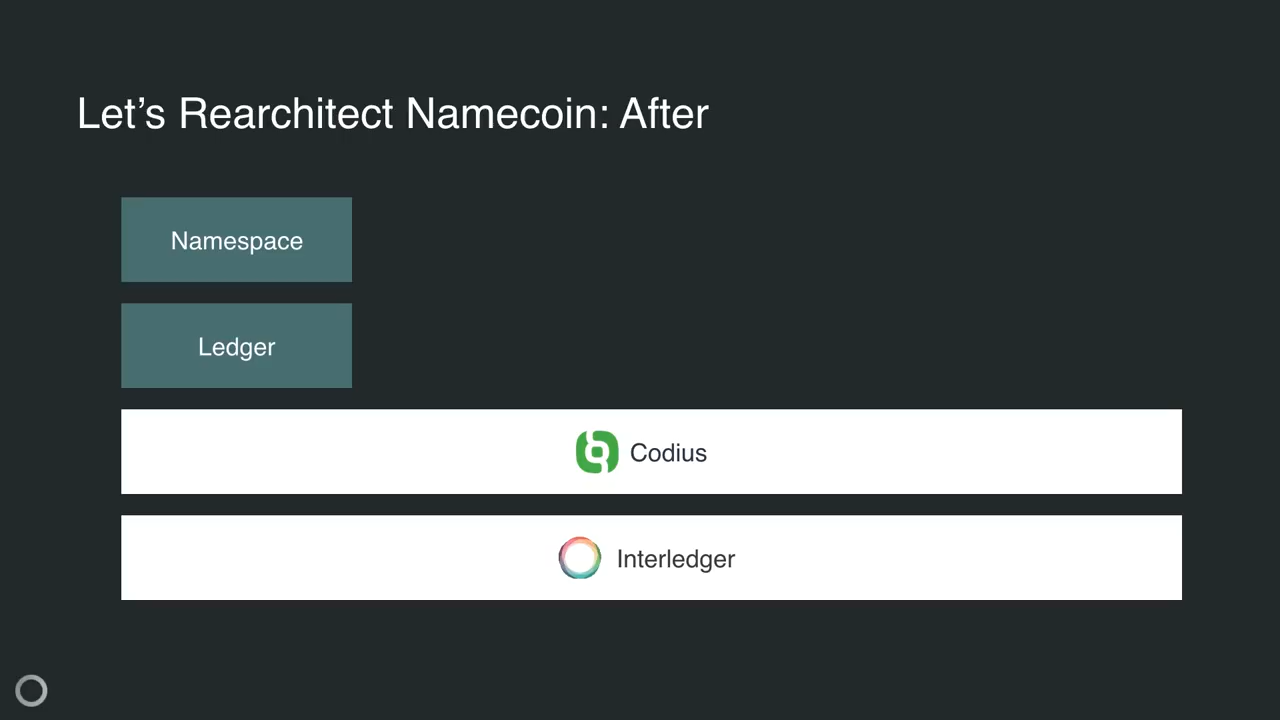 Let’s Rearchitect Namecoin: After
Namespace
Ledger
Codius
Interledger